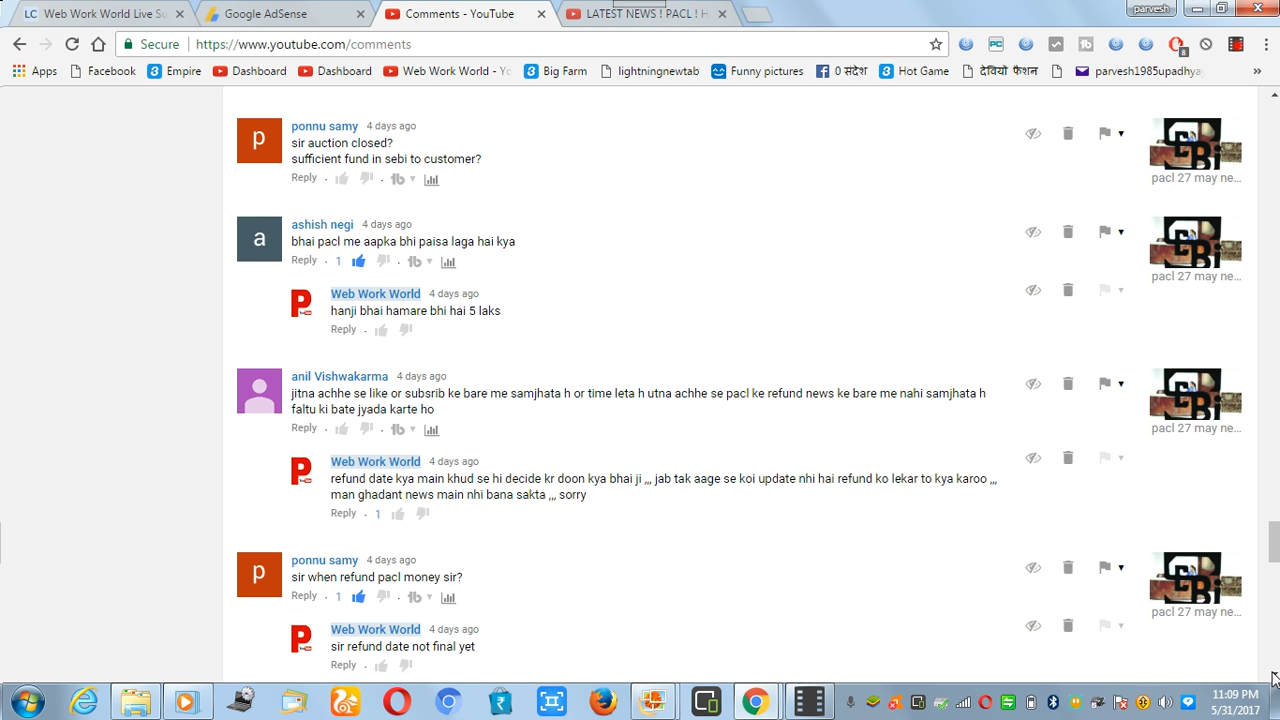 Web Work World Live Su
Google AdSense
Comments - YouTube
LATEST NEWS ! PACL ! H
parvesh
Secure
https://www.youtube.com/comments
Apps
Facebook
Empire
Dashboard
Dashboard
Web Work World - Yo
Big Farm
lightningnewtab
Funny pictures
0 संदेश
Hot Game
देवियो फैशन
parvesh1985upadhya
ponnu samy 4 days ago
sir auction closed?
sufficient fund in sebi to customer?
Reply
pacl 27 may ne...
ashish negi 4 days ago
bhai pacl me aapka bhi paisa laga hai kya
Reply 1
pacl 27 may ne...
Web Work World 4 days ago
hanji bhai hamare bhi hai 5 laks
Reply
anil Vishwakarma 4 days ago
jitna achhe se like or subsrib ke bare me samjhata h or time leta h utna achhe se pacl ke refund news ke bare me nahi samjhata h
faltu ki bate jyada karte ho
Reply
pacl 27 may ne...
Web Work World 4 days ago
refund date kya main khud se hi decide kr doon kya bhai ji ,,, jab tak aage se koi update nhi hai refund ko lekar to kya karoo ,,,
man ghadant news main nhi bana sakta ,,, sorry
Reply 1
ponnu samy 4 days ago
sir when refund pacl money sir?
Reply 1
pacl 27 may ne...
Web Work World 4 days ago
sir refund date not final yet
Reply
11:09 PM
5/31/2017